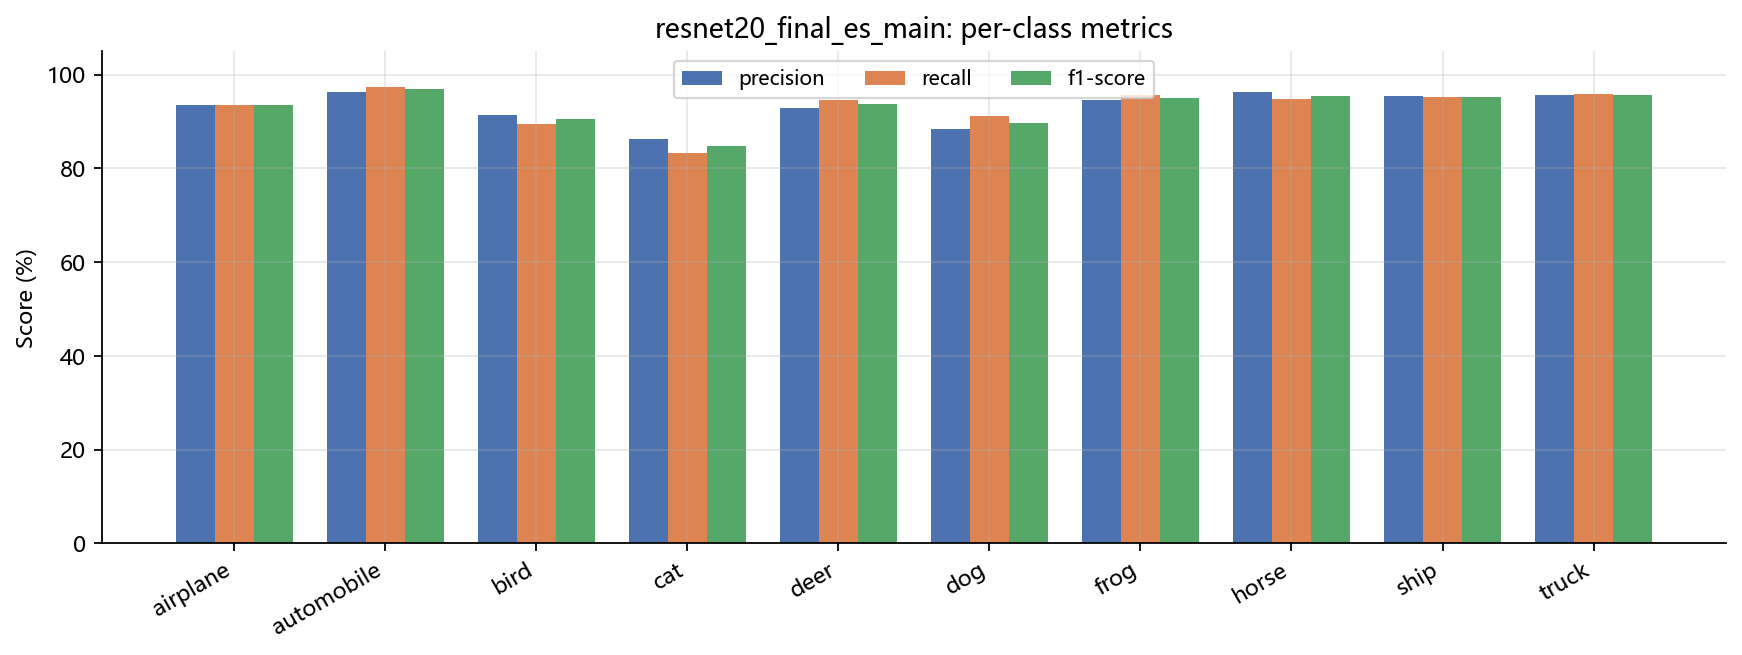 resnet20_final_es_main: per-class metrics
precision recall f1-score
Score (%)
100
80
60
40
20
0
airplane automobile bird cat deer dog frog horse ship truck